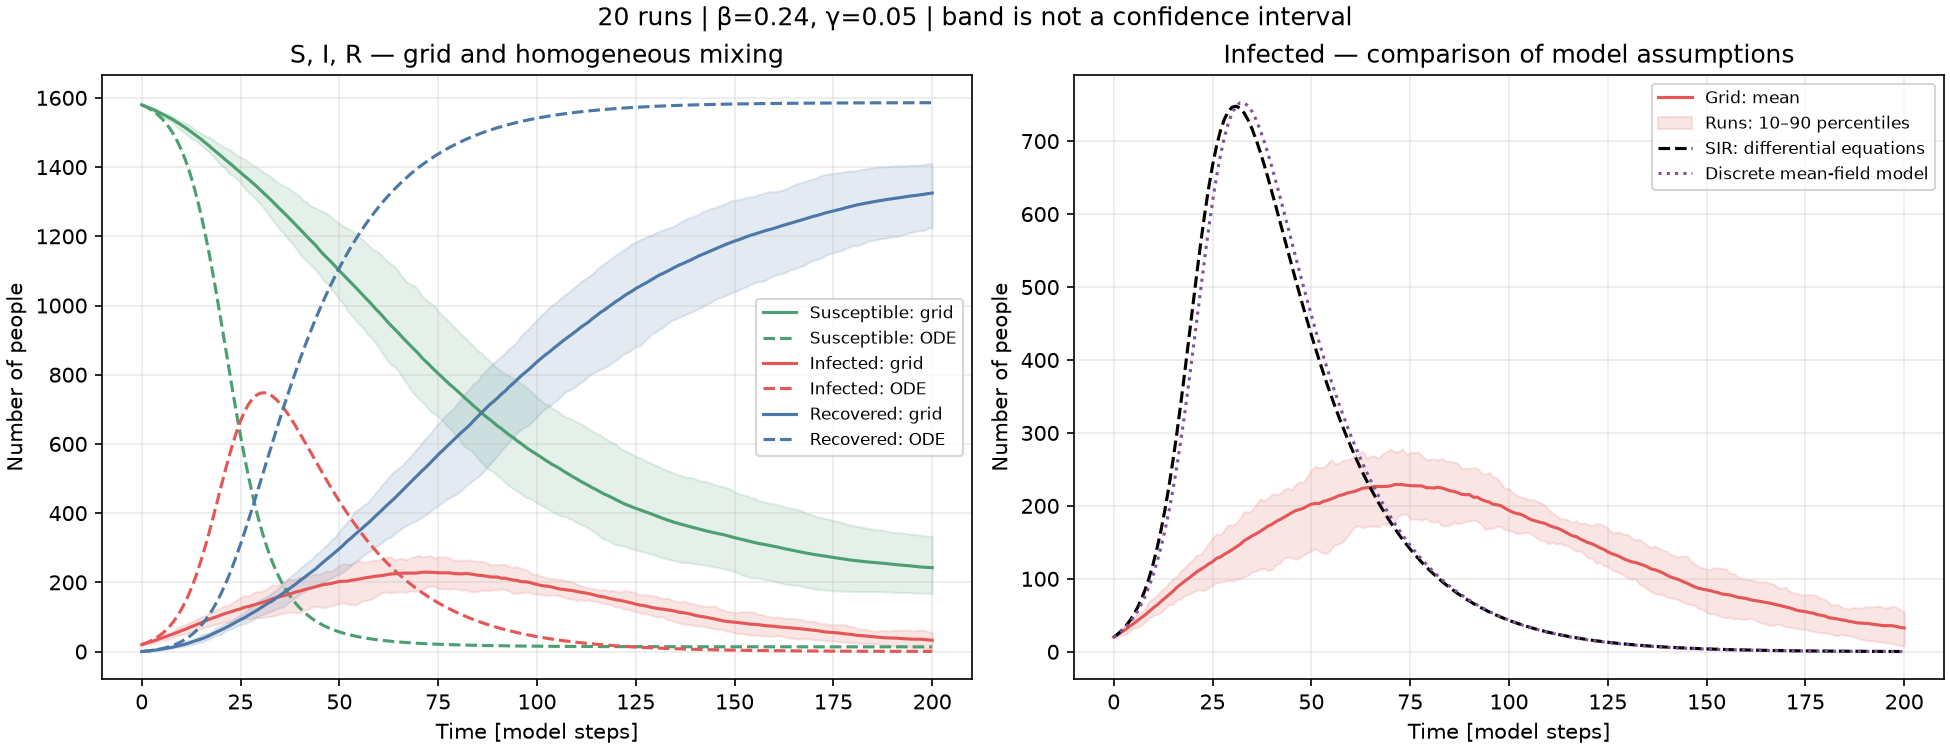 20 runs | β=0.24, γ=0.05 | band is not a confidence interval
S, I, R — grid and homogeneous mixing
Number of people
1600
1400
1200
1000
800
600
400
200
0
Susceptible: grid
Susceptible: ODE
Infected: grid
Infected: ODE
Recovered: grid
Recovered: ODE
0 25 50 75 100 125 150 175 200
Time [model steps]
Infected — comparison of model assumptions
Number of people
700
600
500
400
300
200
100
0
Grid: mean
Runs: 10–90 percentiles
SIR: differential equations
Discrete mean-field model
0 25 50 75 100 125 150 175 200
Time [model steps]